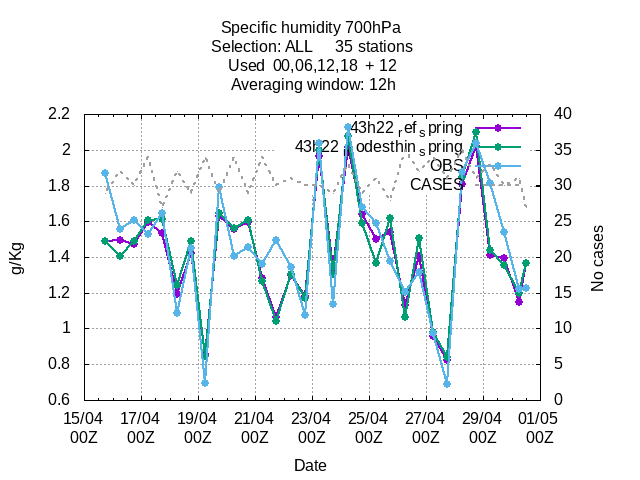 Specific humidity 700hPa
Selection: ALL 35 stations
Used 00,06,12,18 + 12
Averaging window: 12h
g/Kg
2.2
2
1.8
1.6
1.4
1.2
1
0.8
0.6
40
35
30
25
20
15
10
5
0
No cases
43h22 ref spring
43h22 nodesthin spring
OBS
CASES
15/04 17/04 19/04 21/04 23/04 25/04 27/04 29/04 01/05
00Z 00Z 00Z 00Z 00Z 00Z 00Z 00Z 00Z
Date